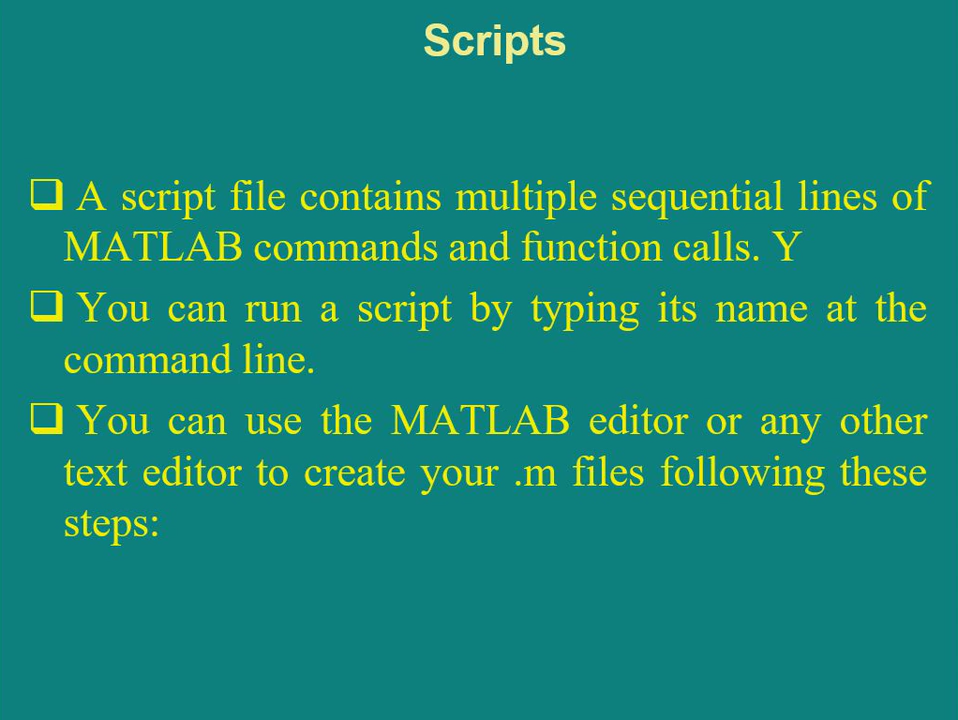 Scripts
❑ A script file contains multiple sequential lines of
MATLAB commands and function calls. Y
❑ You can run a script by typing its name at the
command line.
❑ You can use the MATLAB editor or any other
text editor to create your .m files following these
steps: